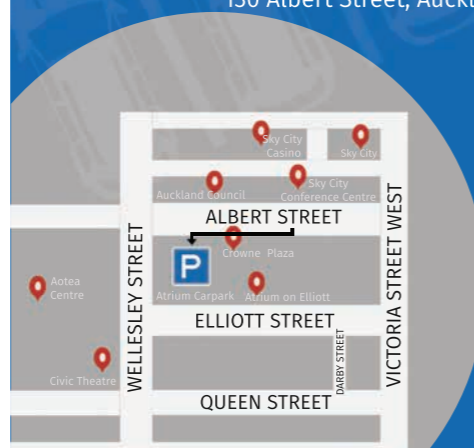 Sky City
Casino
Sky City
Auckland Council
Sky City
Conference Centre
ALBERT STREET
Crowne Plaza
P
Atrium Carpark
Atrium on Elliott
Aotea
Centre
WELLESLEY STREET
VICTORIA STREET WEST
ELLIOTT STREET
DARBY STREET
Civic Theatre
QUEEN STREET